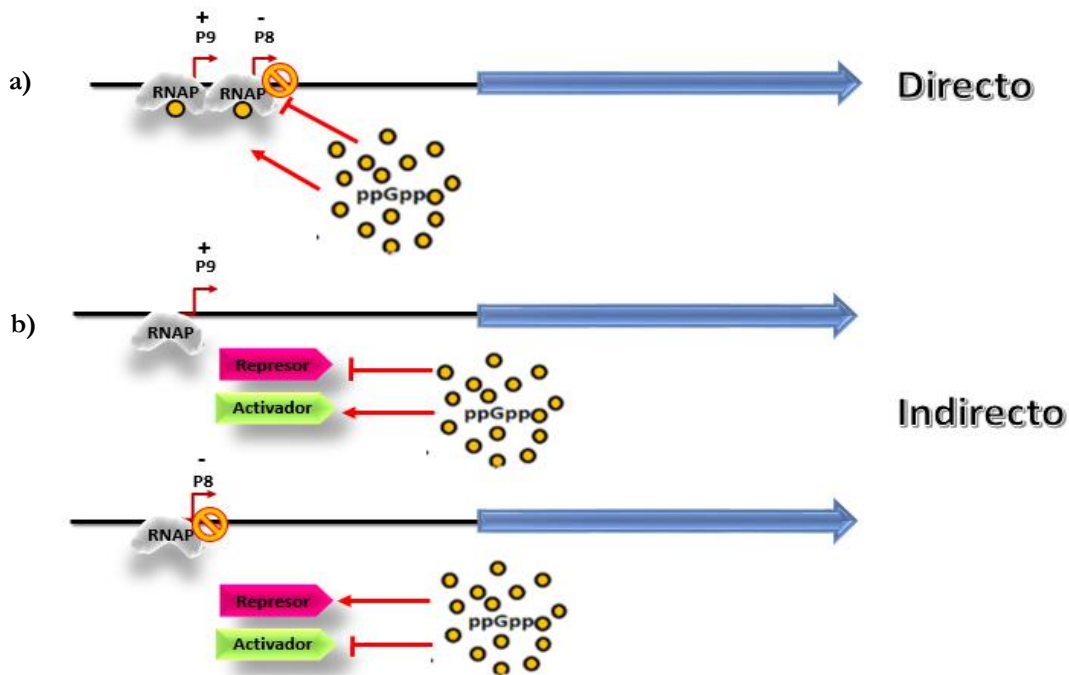 a)
+ -
P9 P8
RNAP RNAP
Directo
ppGpp
b)
+
P9
RNAP
Represor
Activador
ppGpp
Indirecto
-
P8
RNAP
Represor
Activador
ppGpp